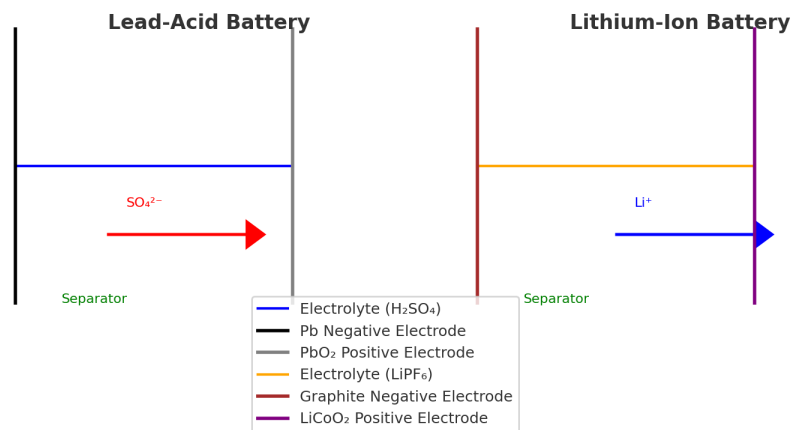 Lead-Acid Battery
Lithium-Ion Battery
SO₄²⁻
Li⁺
Separator
Separator
Electrolyte (H₂SO₄)
Pb Negative Electrode
PbO₂ Positive Electrode
Electrolyte (LiPF₆)
Graphite Negative Electrode
LiCoO₂ Positive Electrode